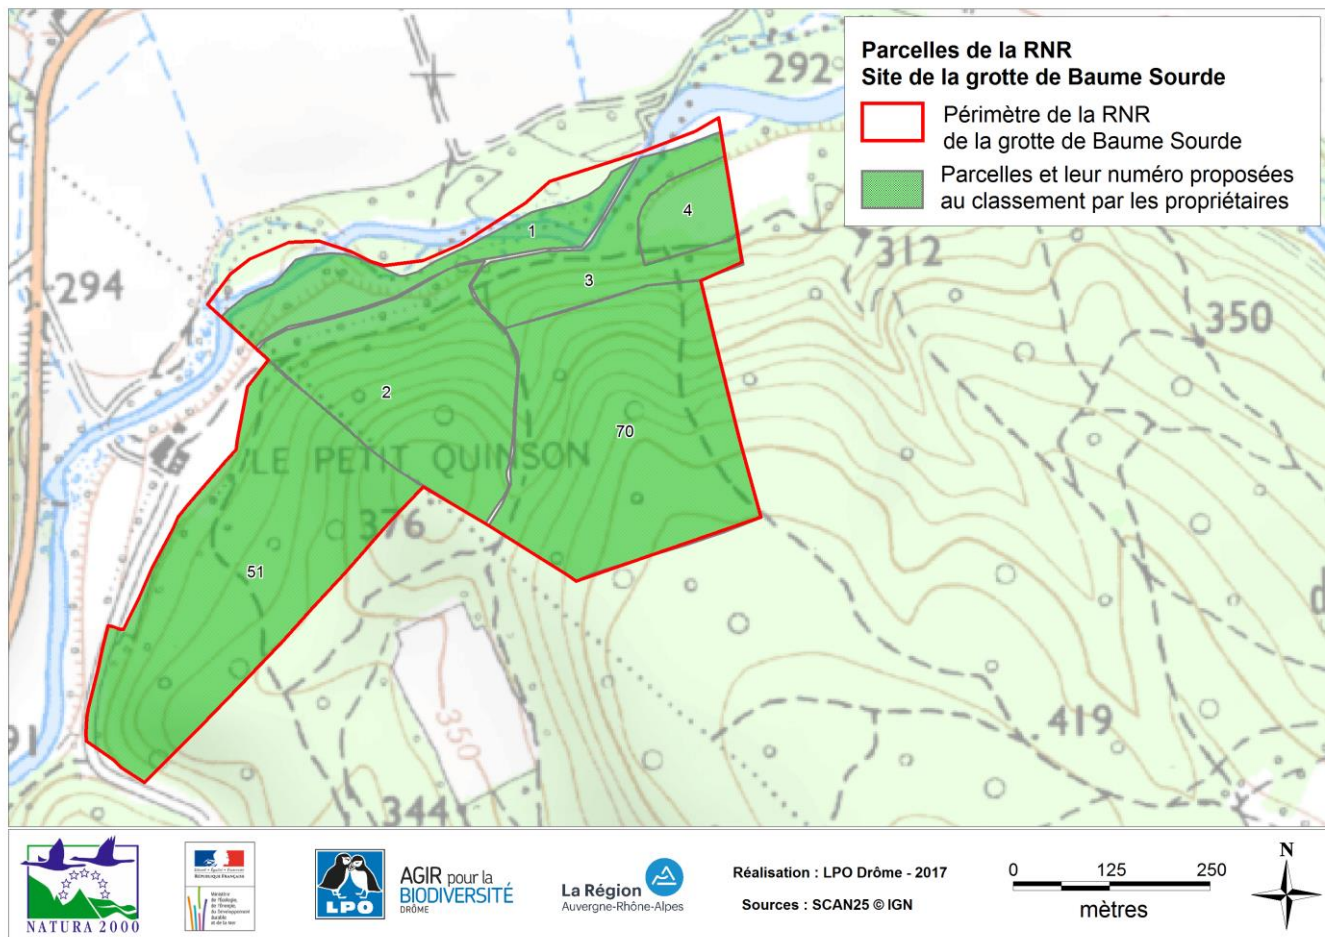 Parcelles de la RNR
Site de la grotte de Baume Sourde
Périmètre de la RNR
de la grotte de Baume Sourde
Parcelles et leur numéro proposées
au classement par les propriétaires
292
294
312
350
1
4
3
2
70
LE PETIT QUINSON
376
51
350
419
344
91
NATURA 2000
RÉPUBLIQUE FRANÇAISE
LPO
AGIR pour la
BIODIVERSITÉ
DRÔME
La Région
Auvergne-Rhône-Alpes
Réalisation : LPO Drôme - 2017
Sources : SCAN25 © IGN
0 125 250
mètres
N